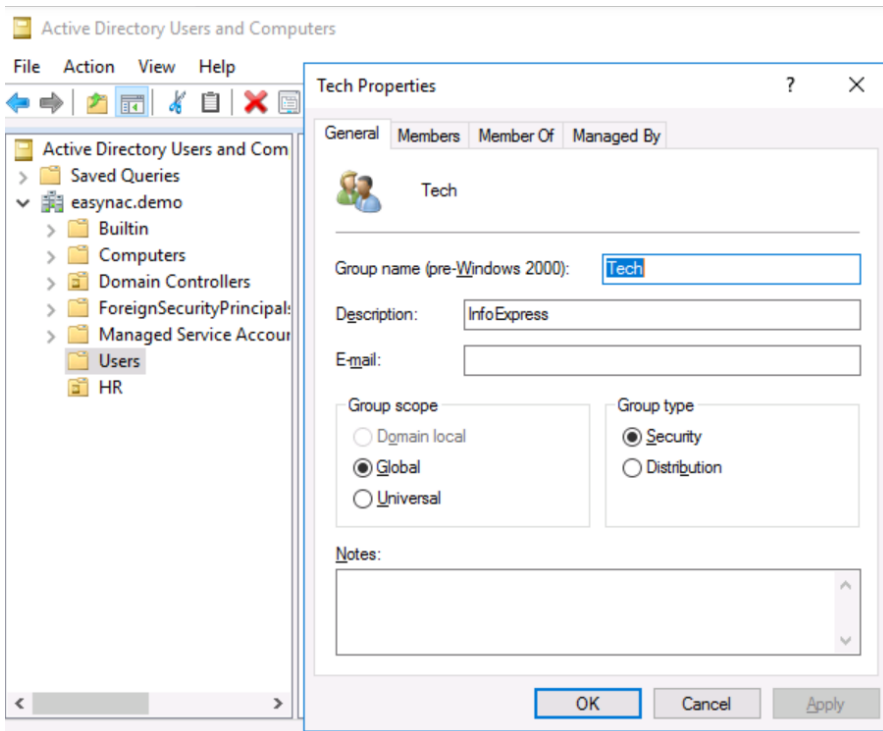 Active Directory Users and Computers
File Action View Help
Active Directory Users and Com
Saved Queries
easynac.demo
Builtin
Computers
Domain Controllers
ForeignSecurityPrincipals
Managed Service Accour
Users
HR
Tech Properties
General Members Member Of Managed By
Tech
Group name (pre-Windows 2000): Tech
Description: InfoExpress
E-mail:
Group scope
Domain local
Global
Universal
Group type
Security
Distribution
Notes:
OK Cancel Apply